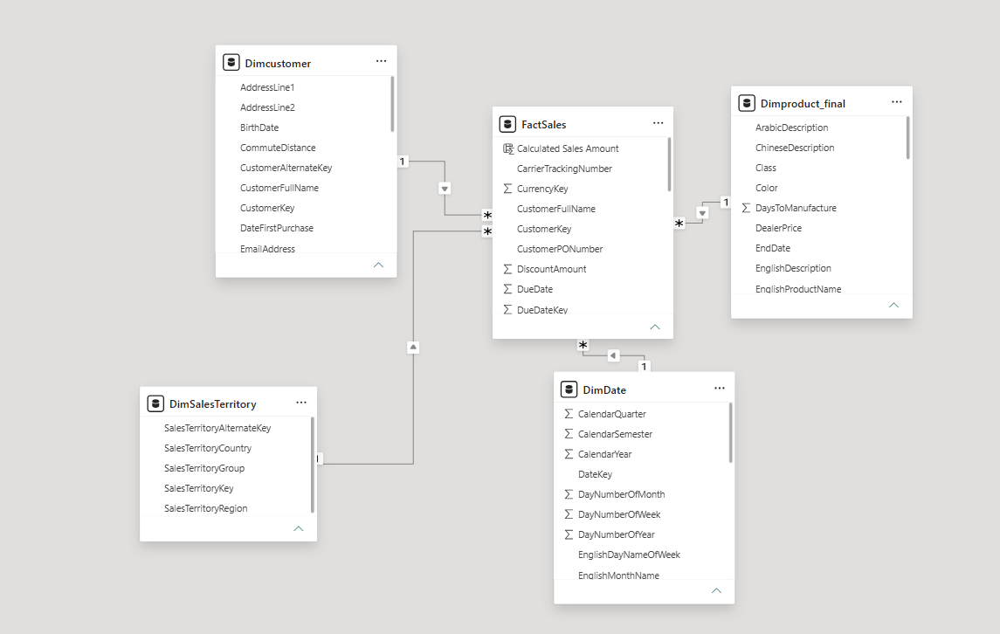 Dimcustomer
AddressLine1
AddressLine2
BirthDate
CommuteDistance
CustomerAlternateKey
CustomerFullName
CustomerKey
DateFirstPurchase
EmailAddress
1
*
*
FactSales
Calculated Sales Amount
CarrierTrackingNumber
CurrencyKey
CustomerFullName
CustomerKey
CustomerPONumber
DiscountAmount
DueDate
DueDateKey
*
1
Dimproduct_final
ArabicDescription
ChineseDescription
Class
Color
DaysToManufacture
DealerPrice
EndDate
EnglishDescription
EnglishProductName
*
1
DimSalesTerritory
SalesTerritoryAlternateKey
SalesTerritoryCountry
SalesTerritoryGroup
SalesTerritoryKey
SalesTerritoryRegion
DimDate
CalendarQuarter
CalendarSemester
CalendarYear
DateKey
DayNumberOfMonth
DayNumberOfWeek
DayNumberOfYear
EnglishDayNameOfWeek
EnglishMonthName